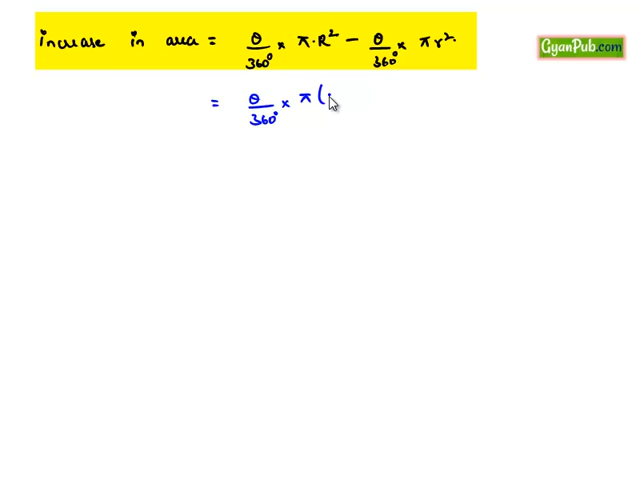 increase in area = θ/360° × π·R² − θ/360° × πr².
GyanPub.com
= θ/360° × π(